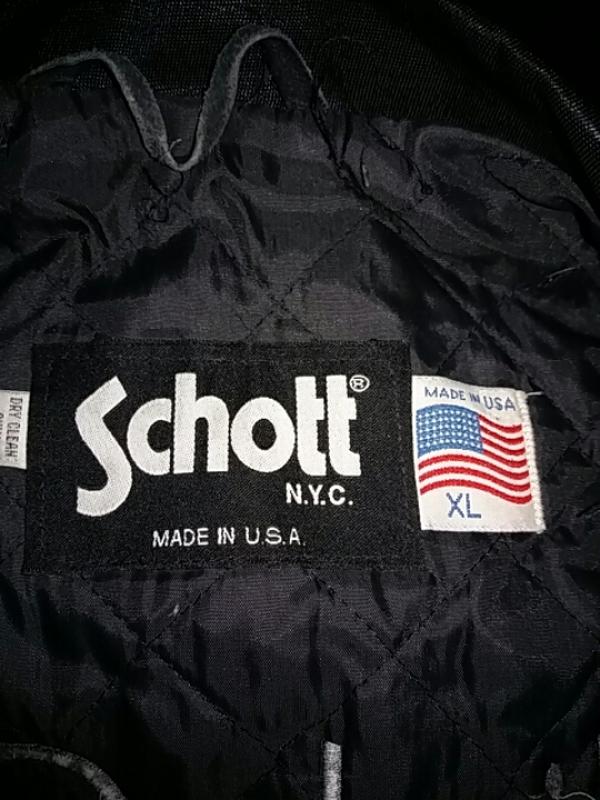 Schott®
N.Y.C.
MADE IN U.S.A.
MADE IN USA
XL
DRY CLEAN